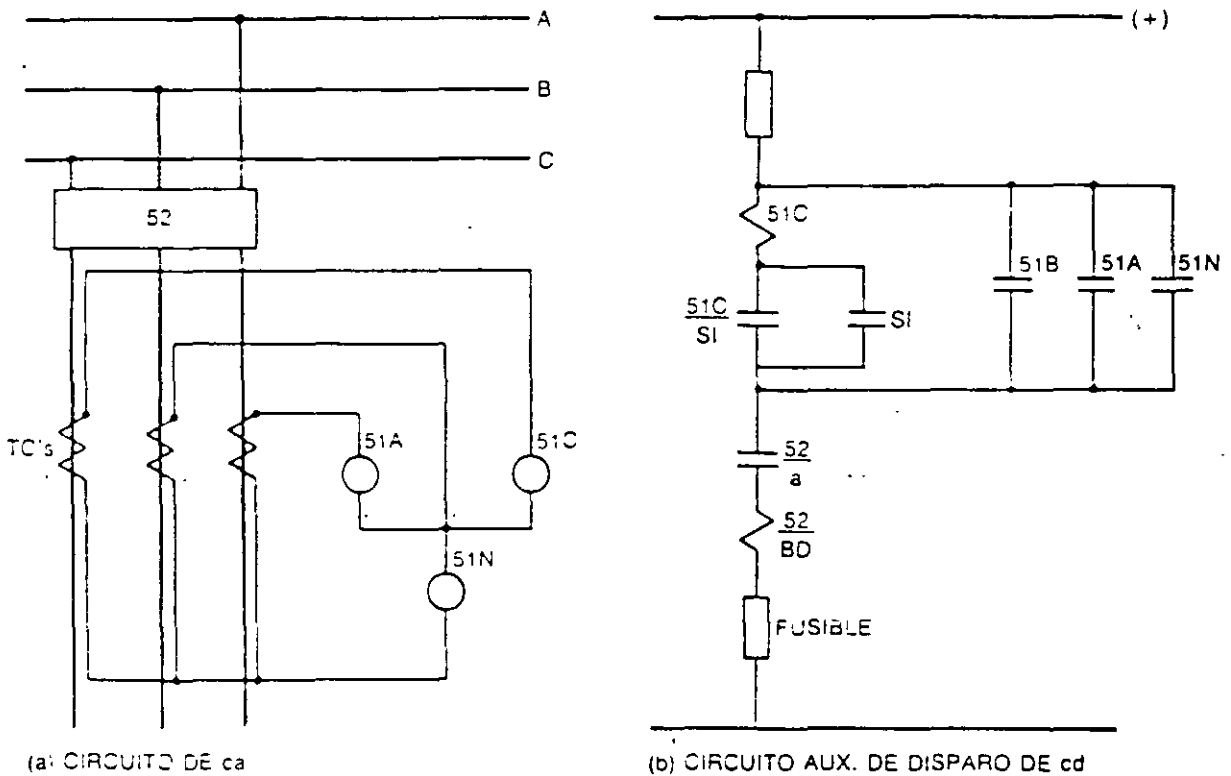 A
B
C
52
TC's
51A
51C
51N
(a) CIRCUITO DE ca
(+)
51C
51C
SI
SI
51B
51A
51N
52
a
52
BD
FUSIBLE
(b) CIRCUITO AUX. DE DISPARO DE cd